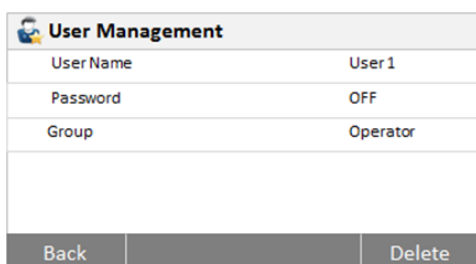 User Management
User Name User 1
Password OFF
Group Operator
Back Delete